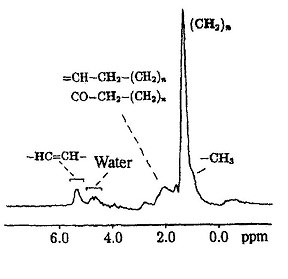 (CH₂)ₙ
=CH-CH₂-(CH₂)ₙ
CO-CH₂-(CH₂)ₙ
-HC=CH-
Water
-CH₃
6.0 4.0 2.0 0.0 ppm